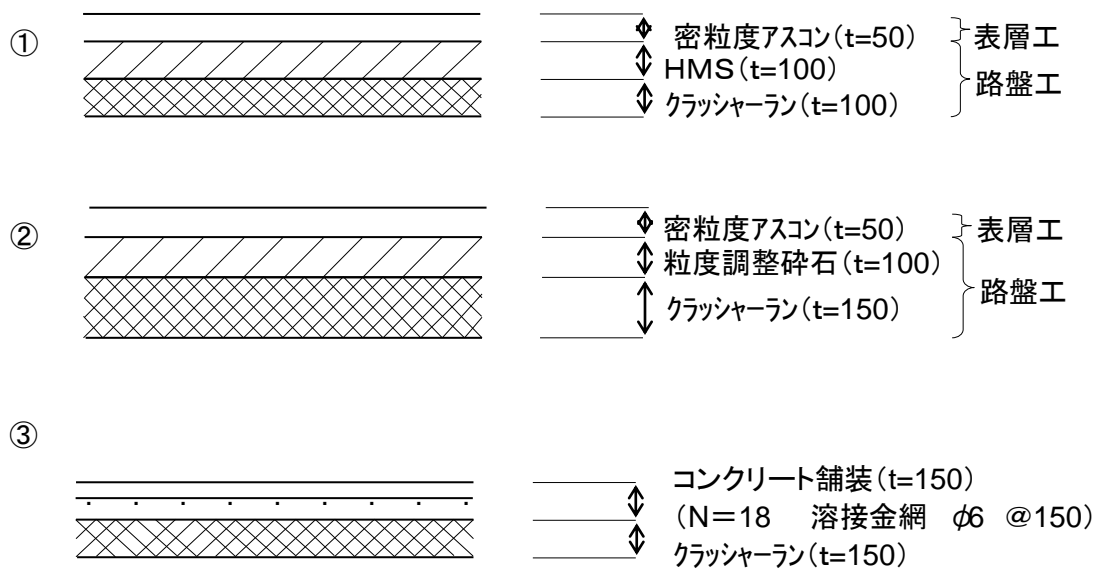 ①
密粒度ｱｽｺﾝ（t=50） 表層工
ＨＭＳ（t=100） 路盤工
ｸﾗｯｼｬｰﾗﾝ（t=100）
②
密粒度ｱｽｺﾝ（t=50） 表層工
粒度調整砕石（t=100） 路盤工
ｸﾗｯｼｬｰﾗﾝ（t=150）
③
コンクリート舗装（t=150）
（Ｎ＝18　溶接金網　φ6　＠150）
ｸﾗｯｼｬｰﾗﾝ（t=150）